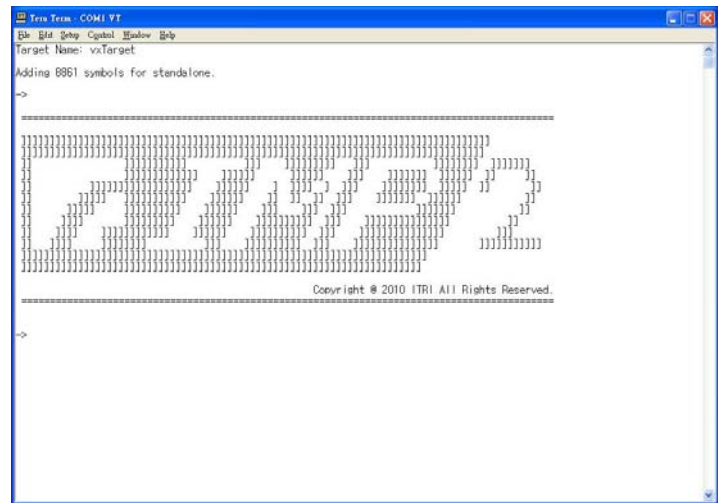 Tera Term - COM1 VT
File Edit Setup Control Window Help
Target Name: vxTarget
Adding 8861 symbols for standalone.
->
Copyright @ 2010 ITRI All Rights Reserved.
->